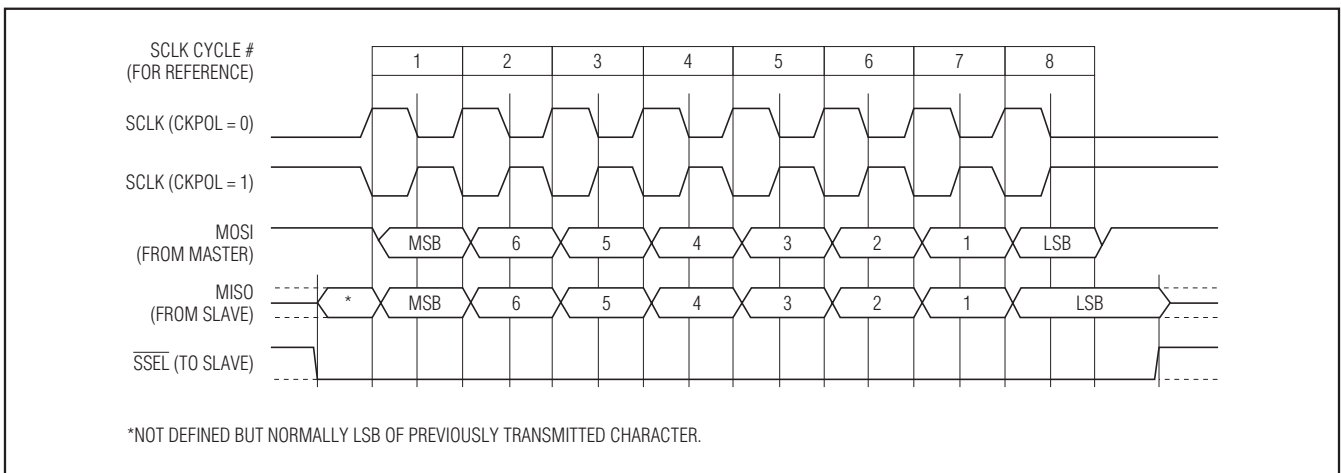 SCLK CYCLE #
(FOR REFERENCE)
1 2 3 4 5 6 7 8
SCLK (CKPOL = 0)
SCLK (CKPOL = 1)
MOSI
(FROM MASTER)
MSB 6 5 4 3 2 1 LSB
MISO
(FROM SLAVE)
* MSB 6 5 4 3 2 1 LSB
SSEL (TO SLAVE)
*NOT DEFINED BUT NORMALLY LSB OF PREVIOUSLY TRANSMITTED CHARACTER.